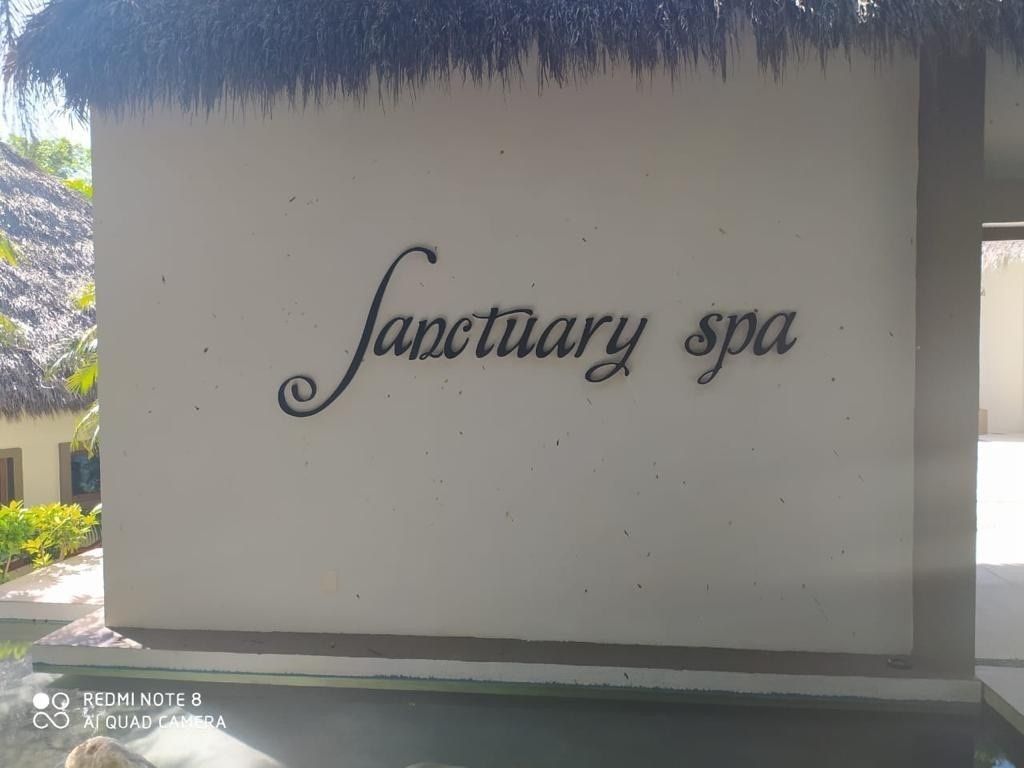 Sanctuary spa
REDMI NOTE 8
AI QUAD CAMERA